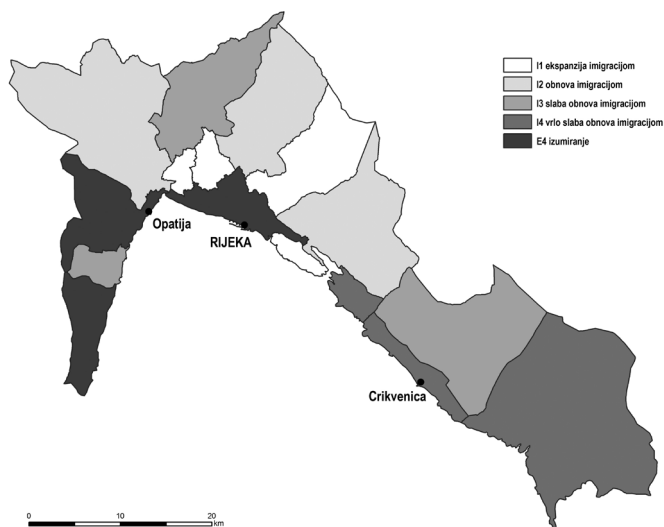 I1 ekspanzija imigracijom
I2 obnova imigracijom
I3 slaba obnova imigracijom
I4 vrlo slaba obnova imigracijom
E4 izumiranje
Opatija
RIJEKA
Crikvenica
0 5 10 20
km